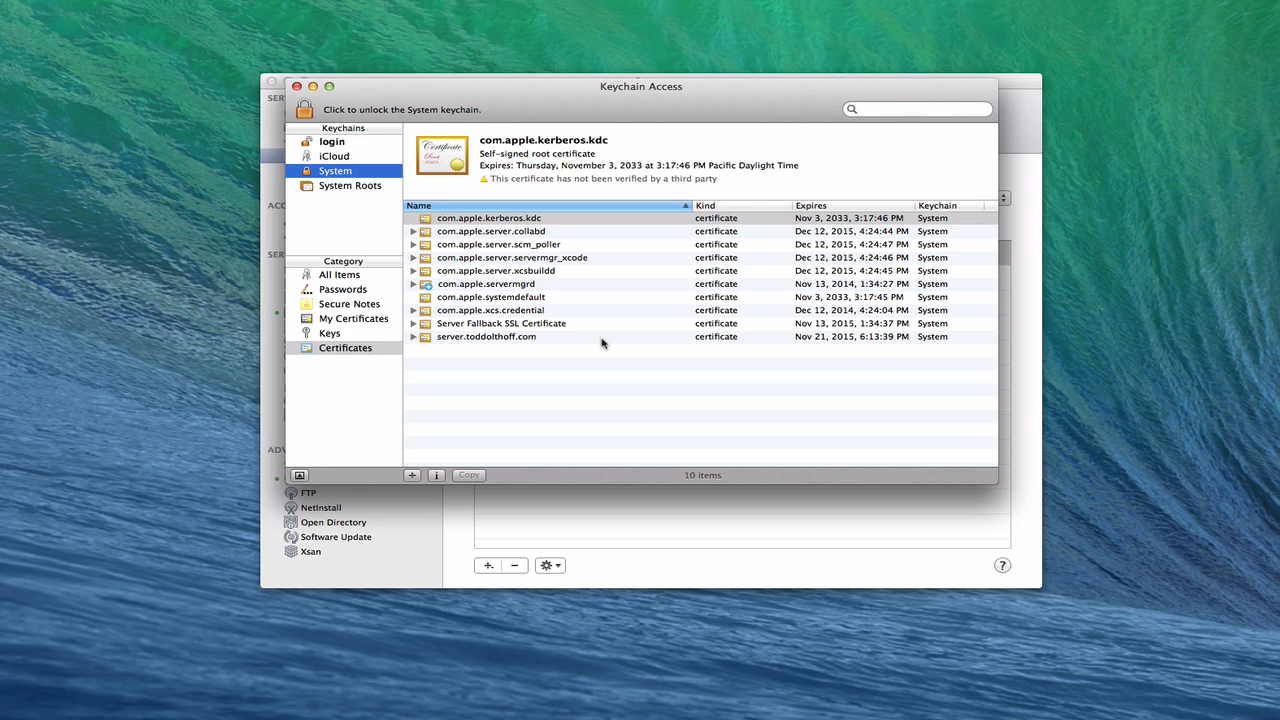 Keychain Access
Click to unlock the System keychain.
Keychains
login
iCloud
System
System Roots
Category
All Items
Passwords
Secure Notes
My Certificates
Keys
Certificates
Certificate
Root
com.apple.kerberos.kdc
Self-signed root certificate
Expires: Thursday, November 3, 2033 at 3:17:46 PM Pacific Daylight Time
This certificate has not been verified by a third party
Name Kind Expires Keychain
com.apple.kerberos.kdc certificate Nov 3, 2033, 3:17:46 PM System
com.apple.server.collabd certificate Dec 12, 2015, 4:24:44 PM System
com.apple.server.scm_poller certificate Dec 12, 2015, 4:24:47 PM System
com.apple.server.servermgr_xcode certificate Dec 12, 2015, 4:24:46 PM System
com.apple.server.xcsbuildd certificate Dec 12, 2015, 4:24:45 PM System
com.apple.servermgrd certificate Nov 13, 2014, 1:34:27 PM System
com.apple.systemdefault certificate Nov 3, 2033, 3:17:45 PM System
com.apple.xcs.credential certificate Dec 12, 2014, 4:24:04 PM System
Server Fallback SSL Certificate certificate Nov 13, 2015, 1:34:37 PM System
server.toddolthoff.com certificate Nov 21, 2015, 6:13:39 PM System
+ i Copy 10 items
SER
ACC
SER
ADV
FTP
NetInstall
Open Directory
Software Update
Xsan
+ − ?